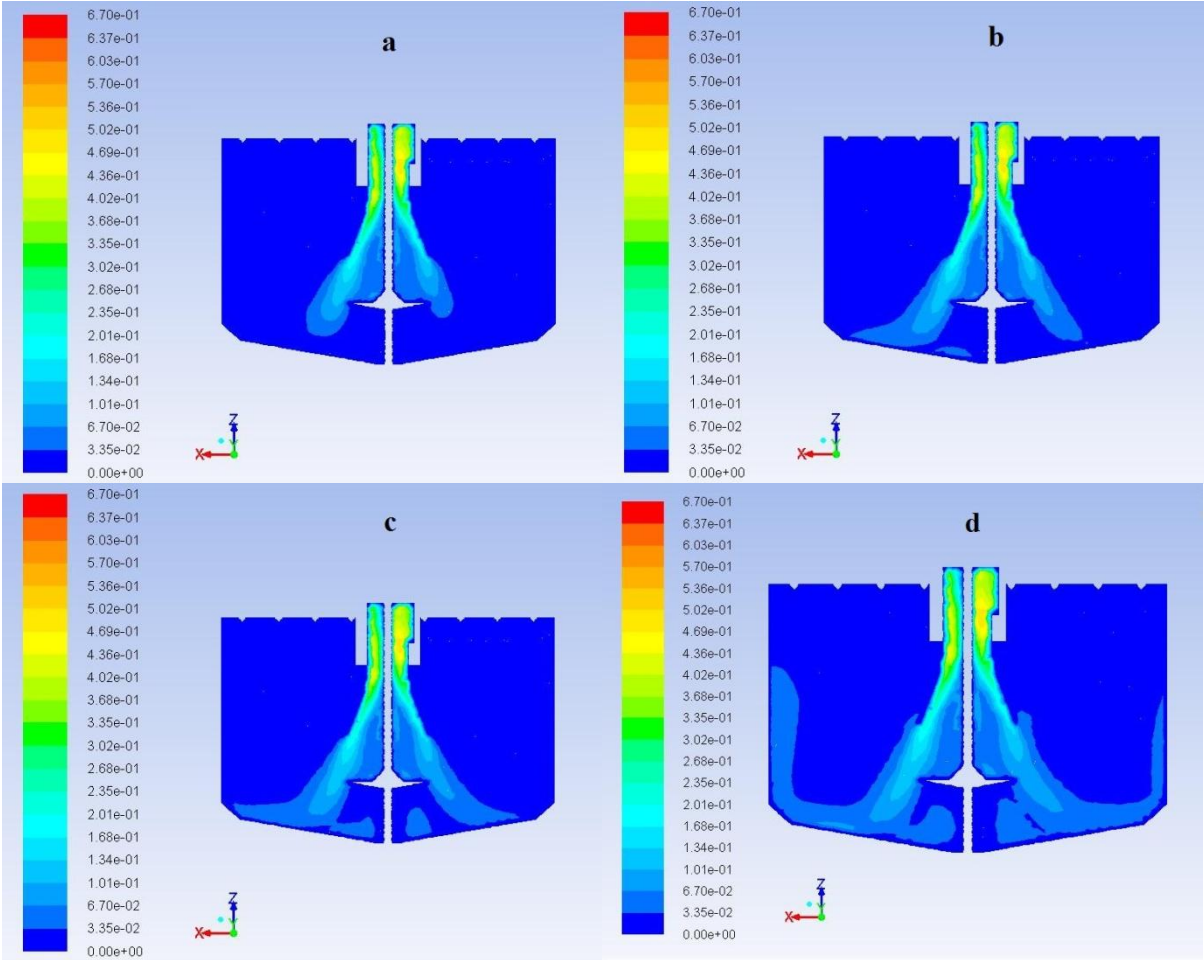 6.70e-01
6.37e-01
6.03e-01
5.70e-01
5.36e-01
5.02e-01
4.69e-01
4.35e-01
4.02e-01
3.68e-01
3.35e-01
3.02e-01
2.68e-01
2.35e-01
2.01e-01
1.68e-01
1.34e-01
1.01e-01
6.70e-02
3.35e-02
0.00e+00
a
Z
Y
X
6.70e-01
6.37e-01
6.03e-01
5.70e-01
5.36e-01
5.02e-01
4.69e-01
4.35e-01
4.02e-01
3.68e-01
3.35e-01
3.02e-01
2.68e-01
2.35e-01
2.01e-01
1.68e-01
1.34e-01
1.01e-01
6.70e-02
3.35e-02
0.00e+00
b
Z
Y
X
6.70e-01
6.37e-01
6.03e-01
5.70e-01
5.36e-01
5.02e-01
4.69e-01
4.35e-01
4.02e-01
3.68e-01
3.35e-01
3.02e-01
2.68e-01
2.35e-01
2.01e-01
1.68e-01
1.34e-01
1.01e-01
6.70e-02
3.35e-02
0.00e+00
c
Z
Y
X
6.70e-01
6.37e-01
6.03e-01
5.70e-01
5.36e-01
5.02e-01
4.69e-01
4.35e-01
4.02e-01
3.68e-01
3.35e-01
3.02e-01
2.68e-01
2.35e-01
2.01e-01
1.68e-01
1.34e-01
1.01e-01
6.70e-02
3.35e-02
0.00e+00
d
Z
Y
X